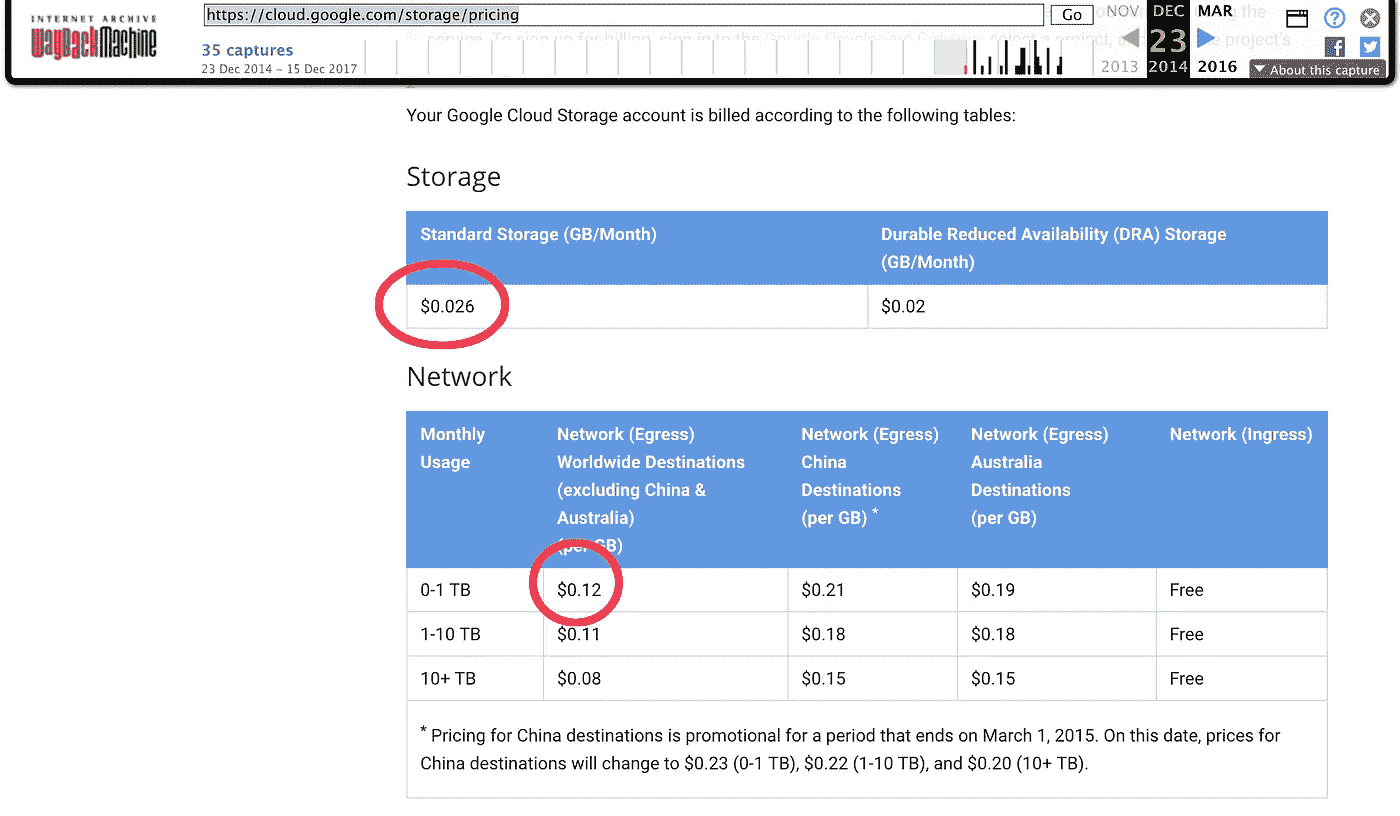 INTERNET ARCHIVE
WayBackMachine
https://cloud.google.com/storage/pricing
Go
NOV DEC MAR
35 captures
23
23 Dec 2014 – 15 Dec 2017
2013 2014 2016
About this capture
Your Google Cloud Storage account is billed according to the following tables:
Storage
Standard Storage (GB/Month) Durable Reduced Availability (DRA) Storage
(GB/Month)
$0.026 $0.02
Network
Monthly Network (Egress) Network (Egress) Network (Egress) Network (Ingress)
Usage Worldwide Destinations China Australia
(excluding China & Destinations Destinations
Australia) (per GB) * (per GB)
(per GB)
0-1 TB $0.12 $0.21 $0.19 Free
1-10 TB $0.11 $0.18 $0.18 Free
10+ TB $0.08 $0.15 $0.15 Free
* Pricing for China destinations is promotional for a period that ends on March 1, 2015. On this date, prices for
China destinations will change to $0.23 (0-1 TB), $0.22 (1-10 TB), and $0.20 (10+ TB).